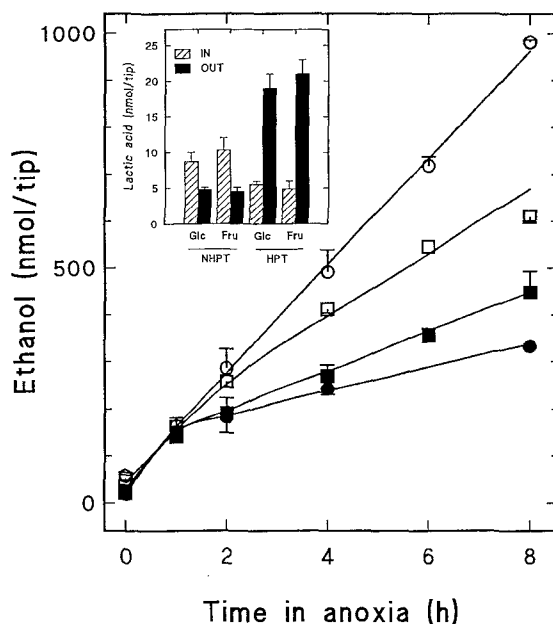 1000
500
0
Ethanol (nmol/tip)
0
2
4
6
8
Time in anoxia (h)
25
20
15
10
5
0
Lactic acid (nmol/tip)
IN
OUT
Glc Fru Glc Fru
NHPT HPT